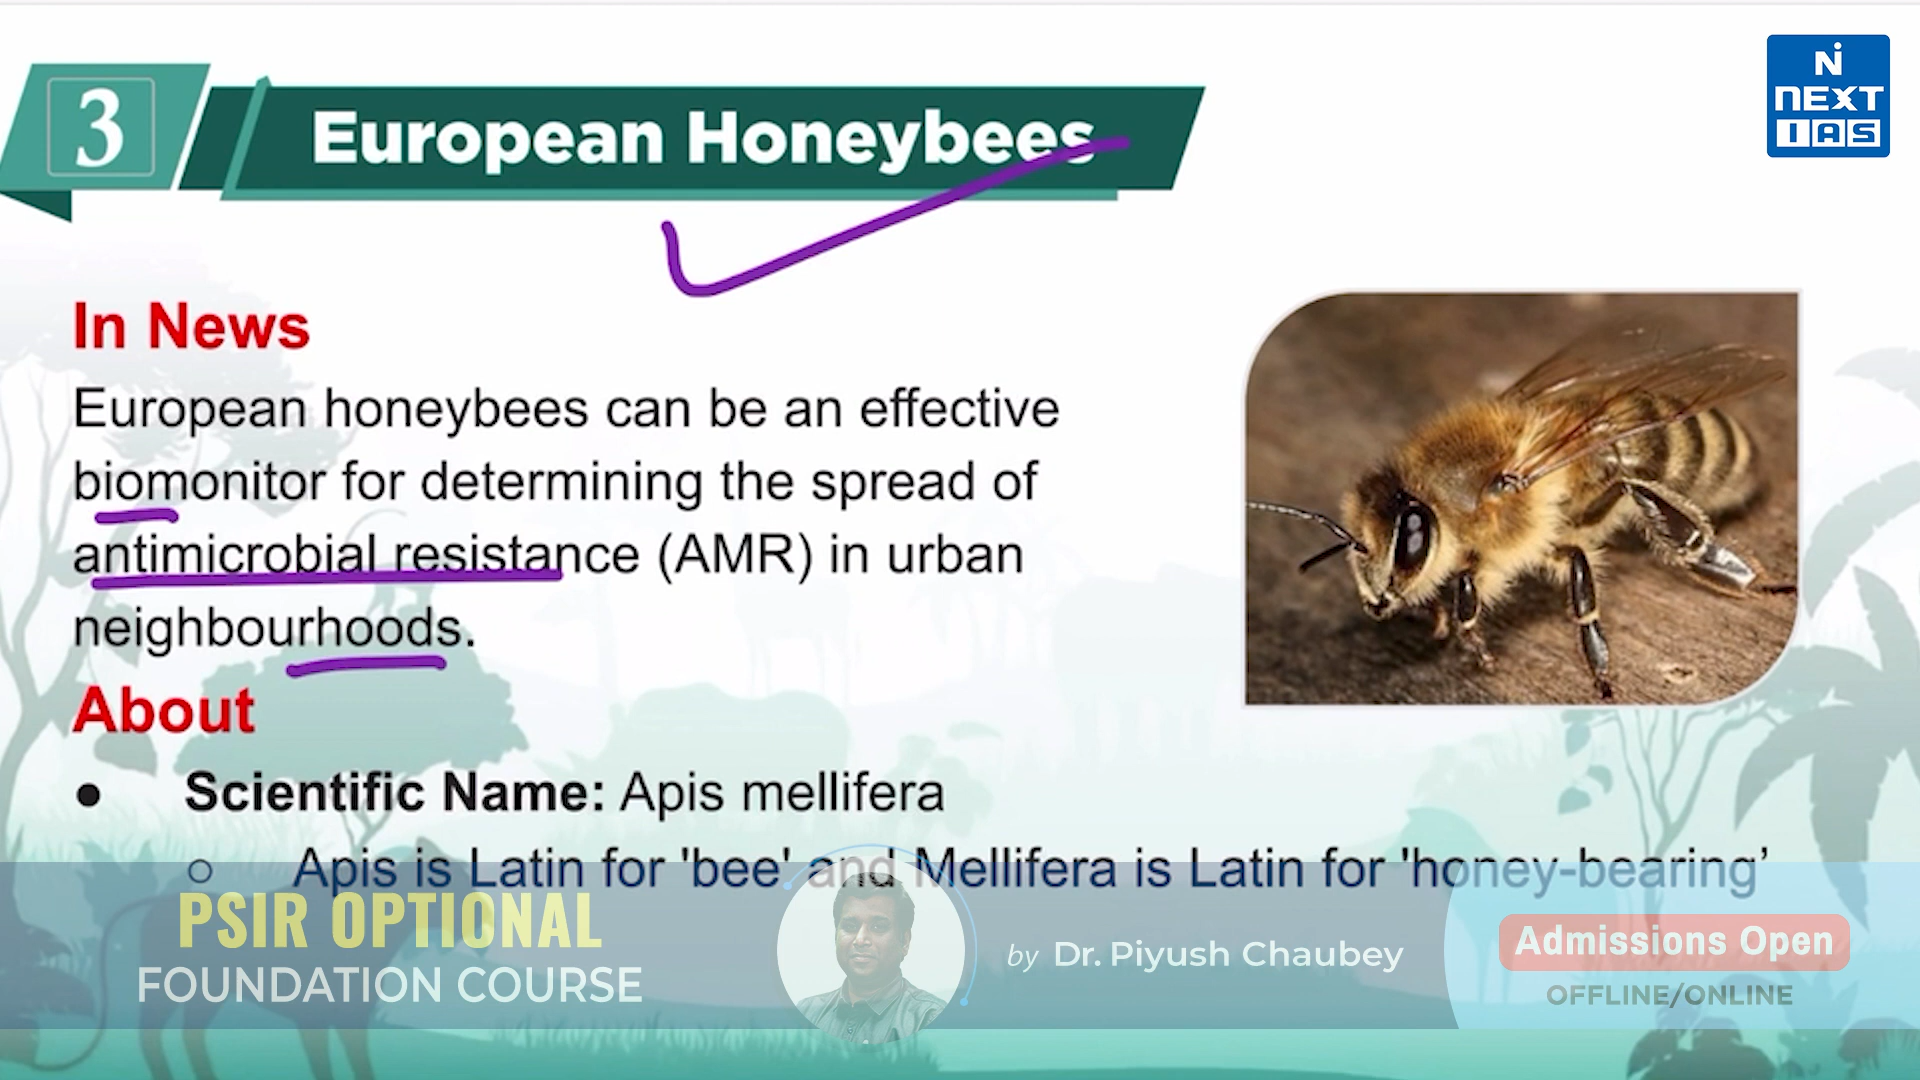 3
European Honeybees
NEXT
IAS
In News
European honeybees can be an effective
biomonitor for determining the spread of
antimicrobial resistance (AMR) in urban
neighbourhoods.
About
● Scientific Name: Apis mellifera
○ Apis is Latin for 'bee' and Mellifera is Latin for 'honey-bearing’
PSIR OPTIONAL
FOUNDATION COURSE
by Dr. Piyush Chaubey
Admissions Open
OFFLINE/ONLINE